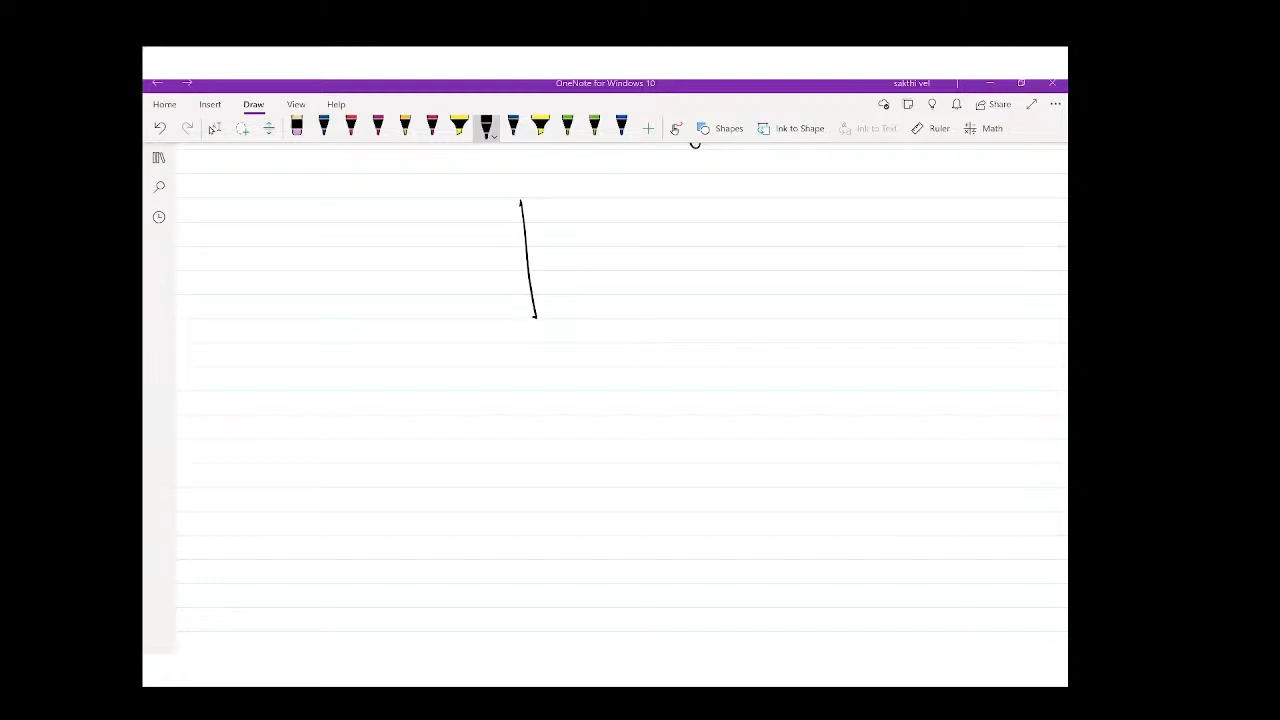 OneNote for Windows 10
sakthi vel
Home Insert Draw View Help
Share
Shapes Ink to Shape Ink to Text Ruler Math